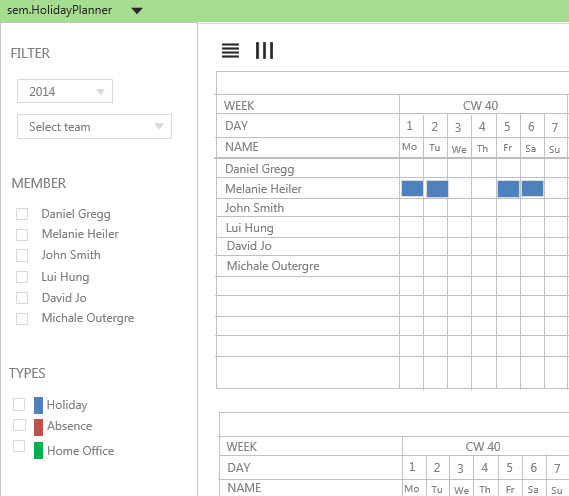 sem.HolidayPlanner
FILTER
2014
Select team
MEMBER
Daniel Gregg
Melanie Heiler
John Smith
Lui Hung
David Jo
Michale Outergre
TYPES
Holiday
Absence
Home Office
WEEK CW 40
DAY 1 2 3 4 5 6 7
NAME Mo Tu We Th Fr Sa Su
Daniel Gregg
Melanie Heiler
John Smith
Lui Hung
David Jo
Michale Outergre
WEEK CW 40
DAY 1 2 3 4 5 6 7
NAME Mo Tu We Th Fr Sa Su